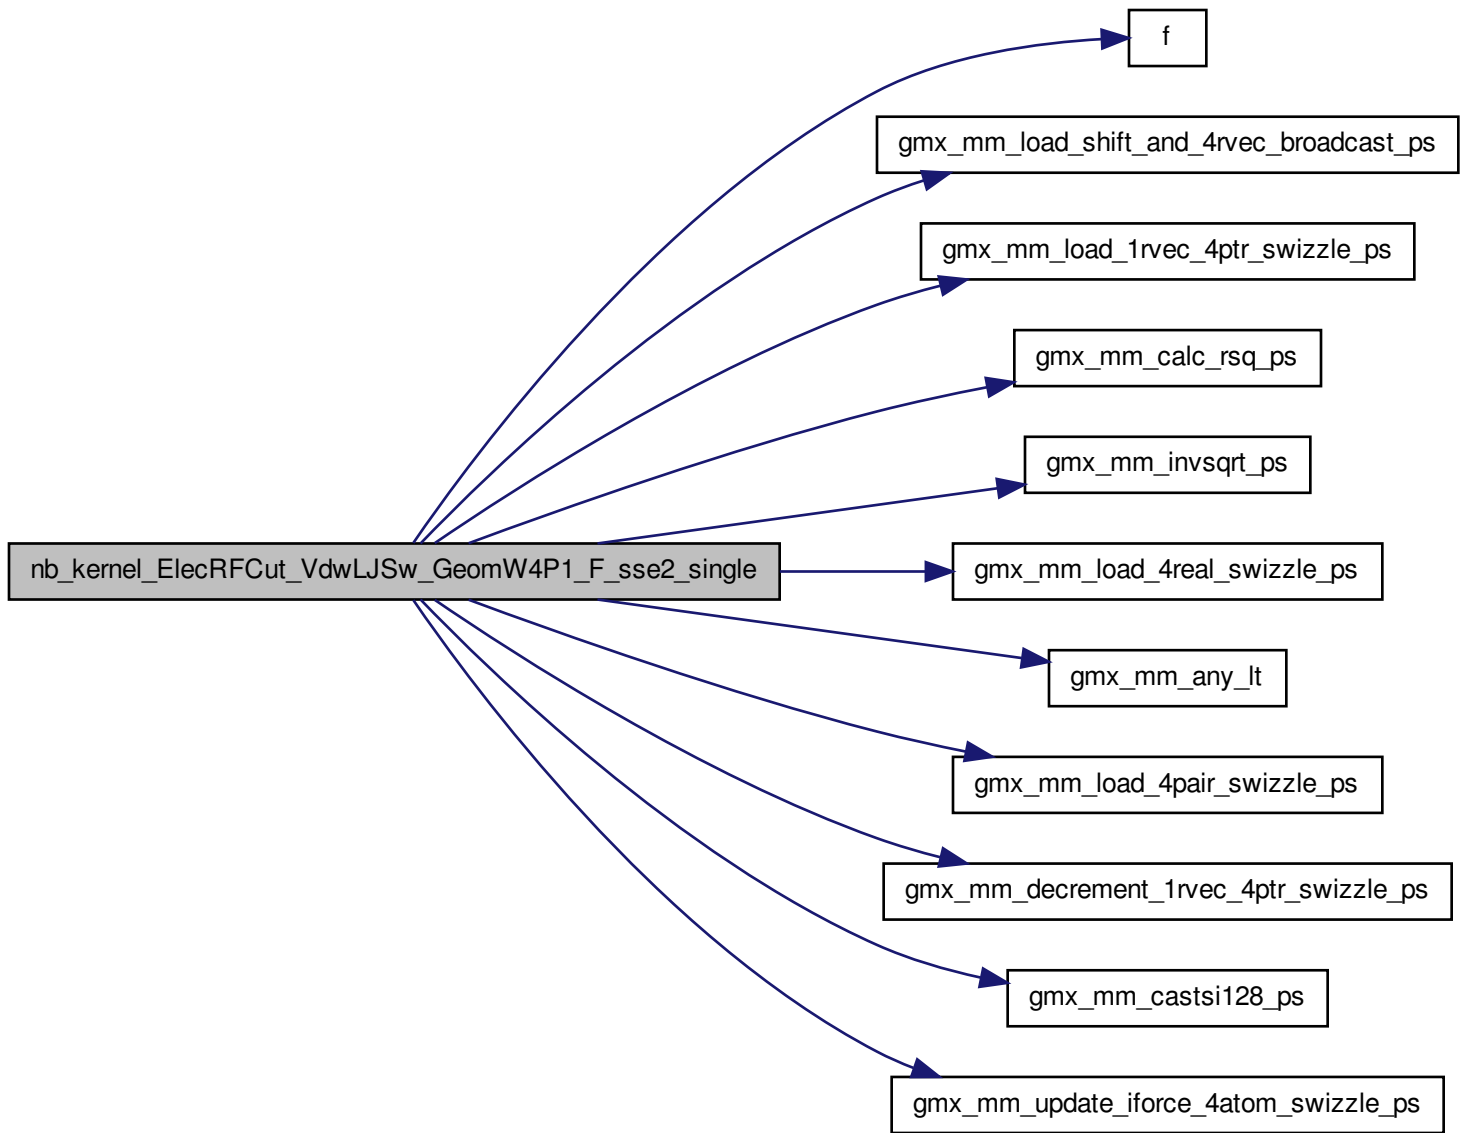 f
gmx_mm_load_shift_and_4rvec_broadcast_ps
gmx_mm_load_1rvec_4ptr_swizzle_ps
gmx_mm_calc_rsq_ps
gmx_mm_invsqrt_ps
nb_kernel_ElecRFCut_VdwLJSw_GeomW4P1_F_sse2_single
gmx_mm_load_4real_swizzle_ps
gmx_mm_any_lt
gmx_mm_load_4pair_swizzle_ps
gmx_mm_decrement_1rvec_4ptr_swizzle_ps
gmx_mm_castsi128_ps
gmx_mm_update_iforce_4atom_swizzle_ps